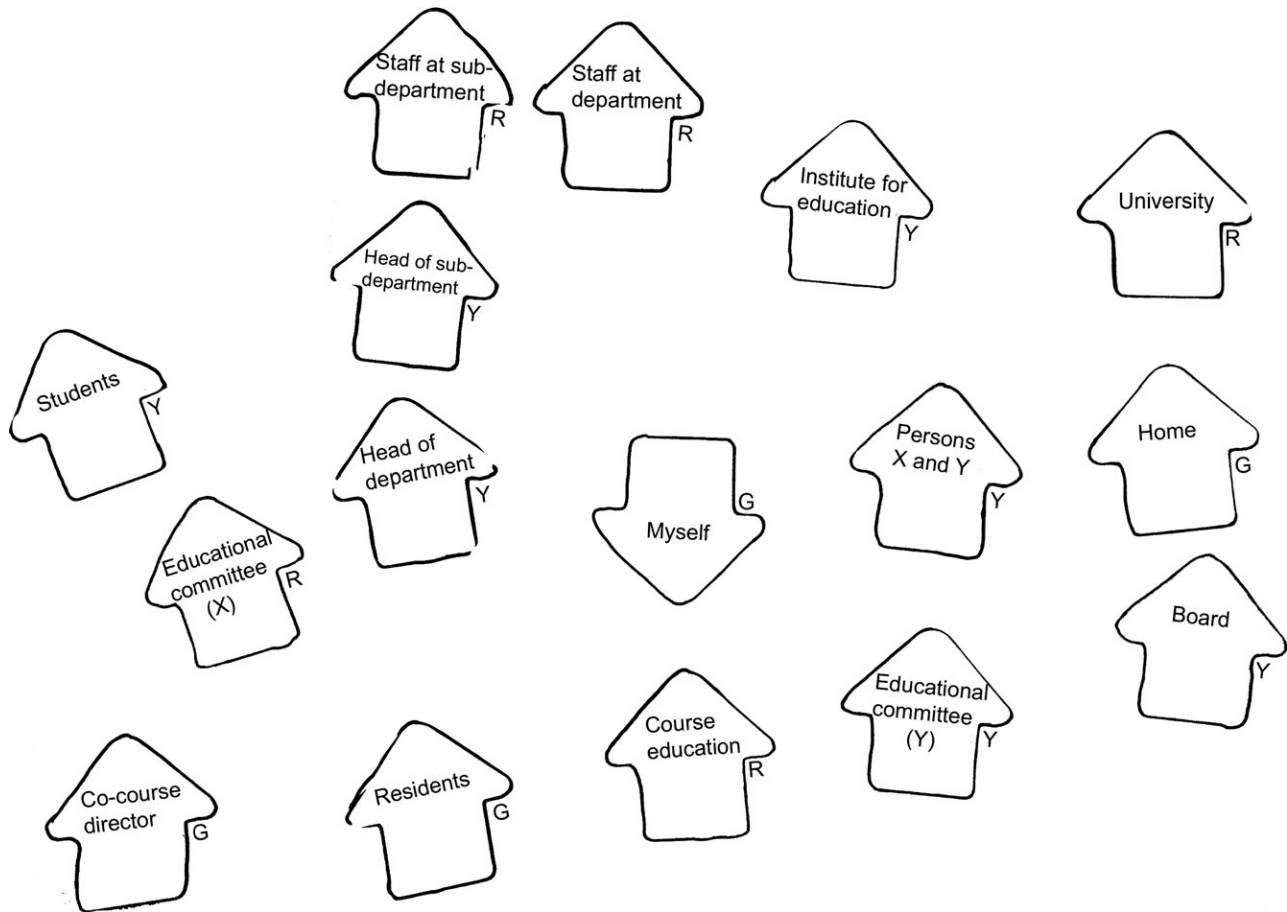 Staff at sub-
department
R
Staff at
department
R
Institute for
education
Y
University
R
Head of sub-
department
Y
Students
Y
Head of
department
Y
G
Myself
Persons
X and Y
Y
Home
G
Educational
committee
(X)
R
Board
Y
Co-course
director
G
Residents
G
Course
education
R
Educational
committee
(Y)
Y